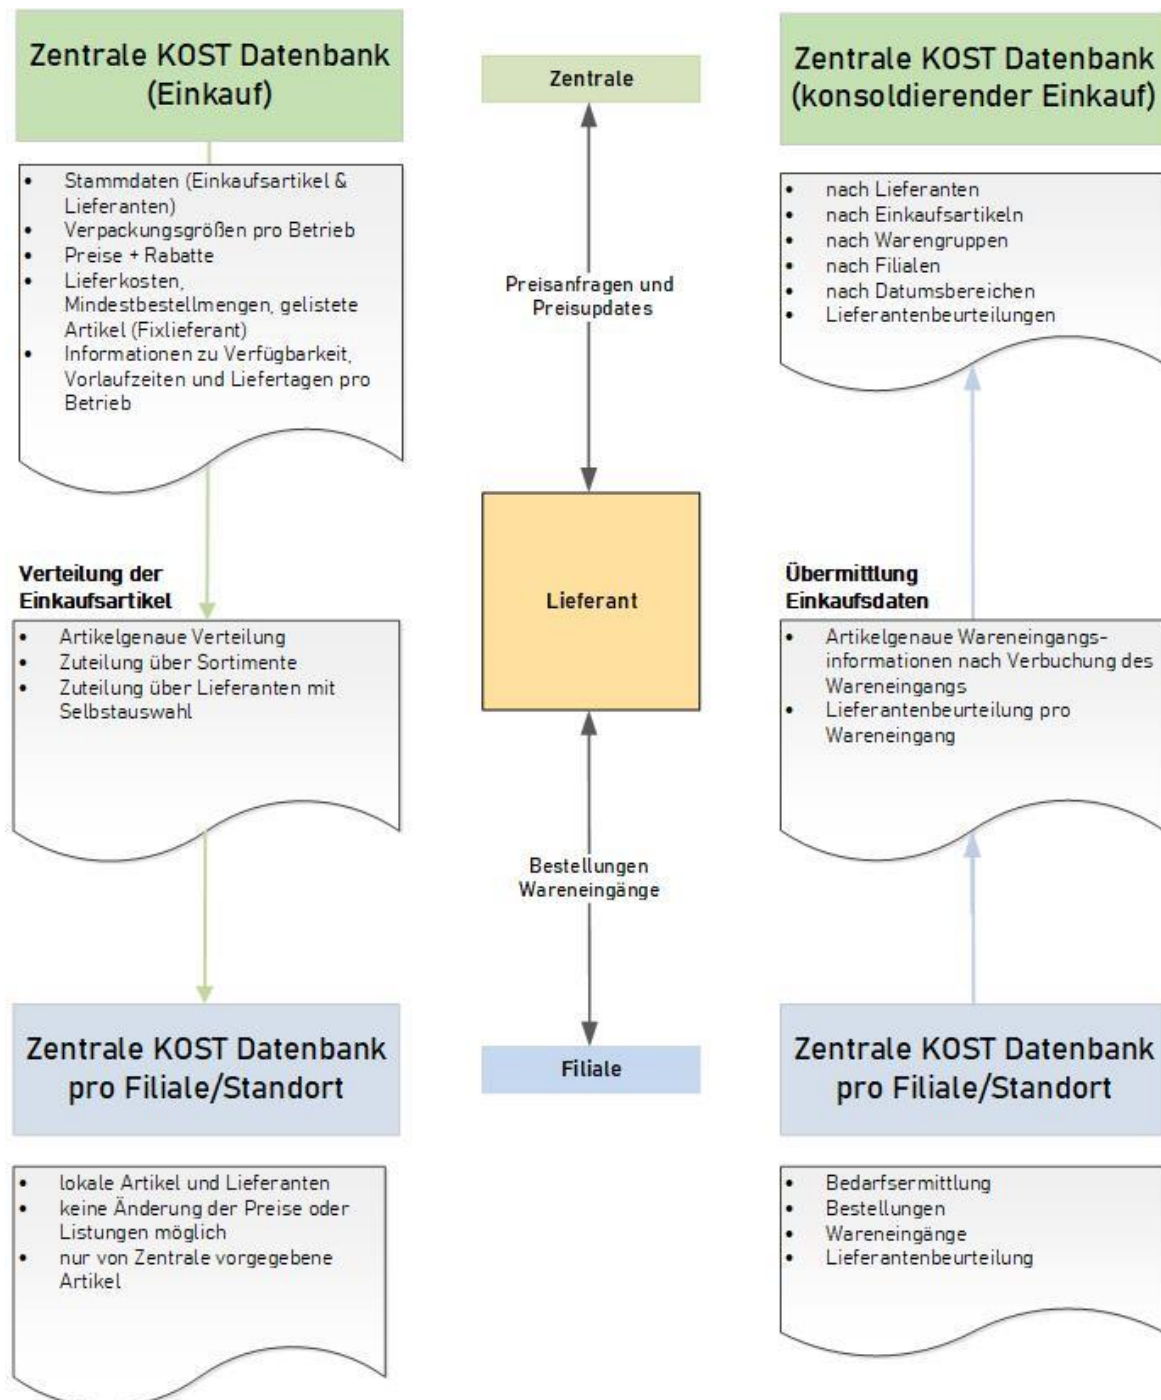 Zentrale KOST Datenbank
(Einkauf)
• Stammdaten (Einkaufsartikel &
Lieferanten)
• Verpackungsgrößen pro Betrieb
• Preise + Rabatte
• Lieferkosten,
Mindestbestellmengen, gelistete
Artikel (Fixlieferant)
• Informationen zu Verfügbarkeit,
Vorlaufzeiten und Liefertagen pro
Betrieb
Verteilung der
Einkaufsartikel
• Artikelgenaue Verteilung
• Zuteilung über Sortimente
• Zuteilung über Lieferanten mit
Selbstauswahl
Zentrale KOST Datenbank
pro Filiale/Standort
• lokale Artikel und Lieferanten
• keine Änderung der Preise oder
Listungen möglich
• nur von Zentrale vorgegebene
Artikel
Zentrale
Preisanfragen und
Preisupdates
Lieferant
Bestellungen
Wareneingänge
Filiale
Zentrale KOST Datenbank
(konsoldierender Einkauf)
• nach Lieferanten
• nach Einkaufsartikeln
• nach Warengruppen
• nach Filialen
• nach Datumsbereichen
• Lieferantenbeurteilungen
Übermittlung
Einkaufsdaten
• Artikelgenaue Wareneingangs-
informationen nach Verbuchung des
Wareneingangs
• Lieferantenbeurteilung pro
Wareneingang
Zentrale KOST Datenbank
pro Filiale/Standort
• Bedarfsermittlung
• Bestellungen
• Wareneingänge
• Lieferantenbeurteilung